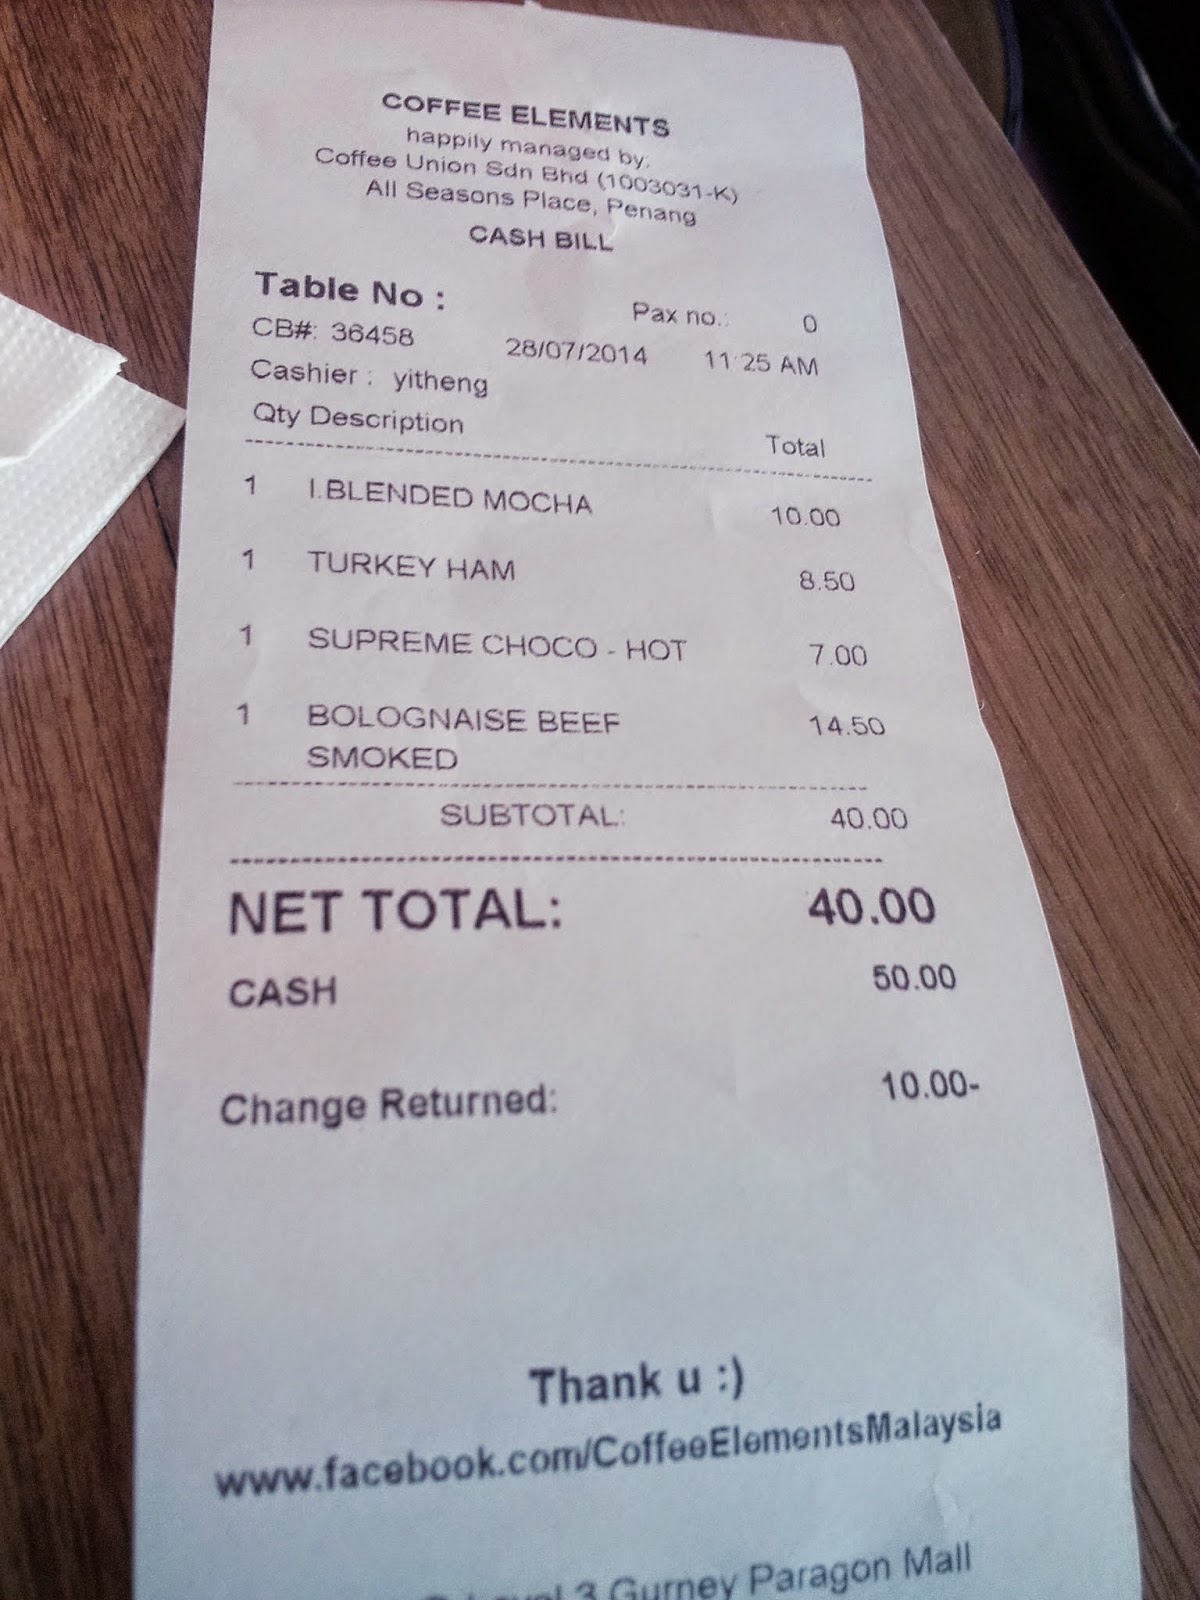 COFFEE ELEMENTS
happily managed by:
Coffee Union Sdn Bhd (1003031-K)
All Seasons Place, Penang
CASH BILL
Table No :
Pax no.: 0
CB#: 36458 28/07/2014 11:25 AM
Cashier : yitheng
Qty Description Total
1 I.BLENDED MOCHA 10.00
1 TURKEY HAM 8.50
1 SUPREME CHOCO - HOT 7.00
1 BOLOGNAISE BEEF 14.50
SMOKED
SUBTOTAL: 40.00
NET TOTAL: 40.00
CASH 50.00
Change Returned: 10.00-
Thank u :)
www.facebook.com/CoffeeElementsMalaysia
Level 3 Gurney Paragon Mall